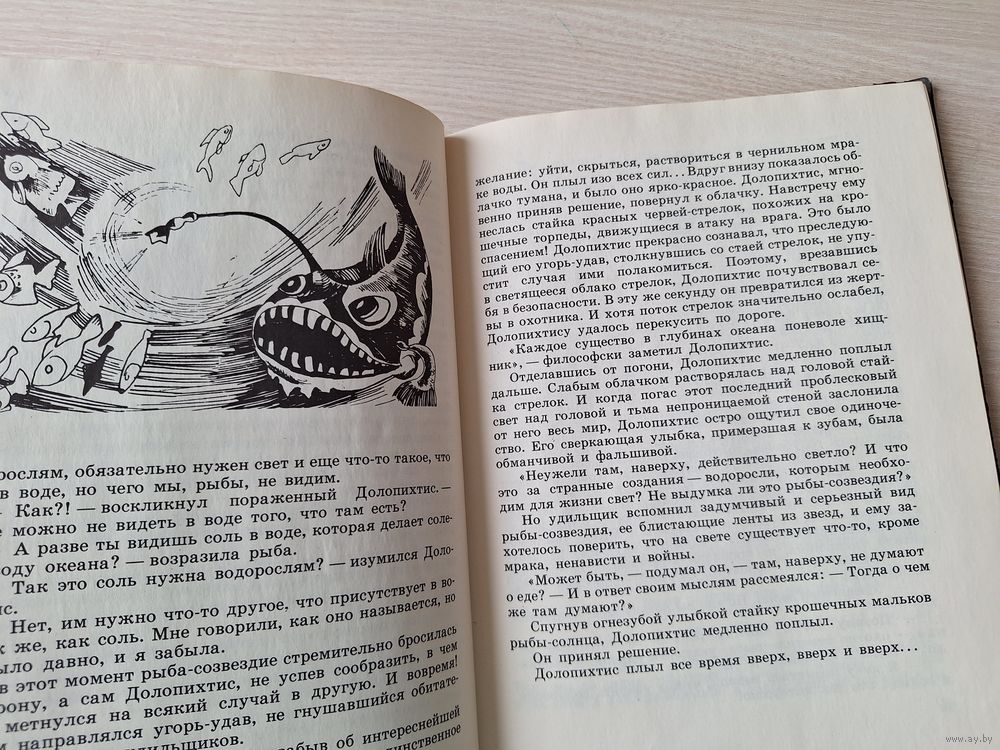 орослям, обязательно нужен свет и еще что-то такое, что
в воде, но чего мы, рыбы, не видим.
— Как?! — воскликнул пораженный Долопихтис. —
е можно не видеть в воде того, что там есть?
А разве ты видишь соль в воде, которая делает соле-
воду океана? — возразила рыба.
Так это соль нужна водорослям? — изумился Доло-
ис.
Нет, им нужно что-то другое, что присутствует в во-
к же, как соль. Мне говорили, как оно называется, но
ыло давно, и я забыла.
в этот момент рыба-созвездие стремительно бросилась
рону, а сам Долопихтис, не успев сообразить, в чем
метнулся на всякий случай в другую. И вовремя!
м направлялся угорь-удав, не гнушавшийся обитате-
удильщиков.
забыв об интереснейшей
динственное
желание: уйти, скрыться, раствориться в чернильном мра-
ке воды. Он плыл изо всех сил... Вдруг внизу показалось об-
лачко тумана, и было оно ярко-красное. Долопихтис, мгно-
венно приняв решение, повернул к облачку. Навстречу ему
неслась стайка красных червей-стрелок, похожих на кро-
шечные торпеды, движущиеся в атаку на врага. Это было
спасением! Долопихтис прекрасно сознавал, что преследую-
щий его угорь-удав, столкнувшись со стаей стрелок, не упу-
стит случая ими полакомиться. Поэтому, врезавшись
в светящееся облако стрелок, Долопихтис почувствовал се-
бя в безопасности. В эту же секунду он превратился из жерт-
вы в охотника. И хотя поток стрелок значительно ослабел,
Долопихтису удалось перекусить по дороге.
«Каждое существо в глубинах океана поневоле хищ-
ник», — философски заметил Долопихтис.
Отделавшись от погони, Долопихтис медленно поплыл
дальше. Слабым облачком растворялась над головой стай-
ка стрелок. И когда погас этот последний проблесковый
свет над головой и тьма непроницаемой стеной заслонила
от него весь мир, Долопихтис остро ощутил свое одиноче-
ство. Его сверкающая улыбка, примерзшая к зубам, была
обманчивой и фальшивой.
«Неужели там, наверху, действительно светло? И что
это за странные создания — водоросли, которым необхо-
дим для жизни свет? Не выдумка ли это рыбы-созвездия?»
Но удильщик вспомнил задумчивый и серьезный вид
рыбы-созвездия, ее блистающие ленты из звезд, и ему за-
хотелось поверить, что на свете существует что-то, кроме
мрака, ненависти и войны.
«Может быть, — подумал он, — там, наверху, не думают
о еде? — И в ответ своим мыслям рассмеялся: — Тогда о чем
же там думают?»
Спугнув огнезубой улыбкой стайку крошечных мальков
рыбы-солнца, Долопихтис медленно поплыл.
Он принял решение.
Долопихтис плыл все время вверх, вверх и вверх...
www.ay.by